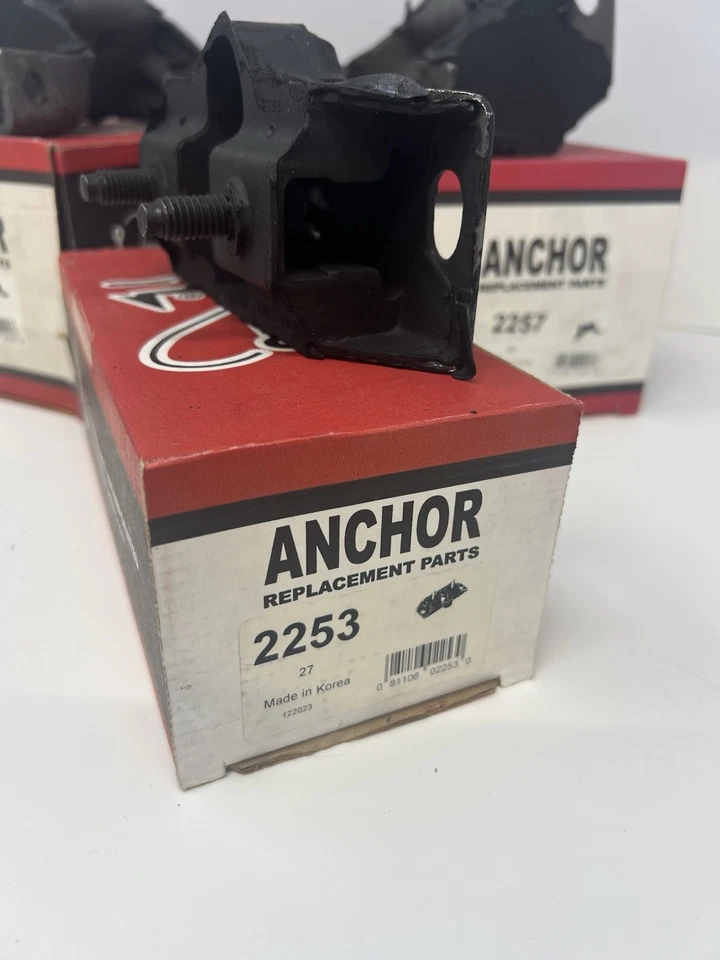 ANCHOR
REPLACEMENT PARTS
2257
ANCHOR
REPLACEMENT PARTS
2253
27
Made in Korea
122023
0 81106 02253 0